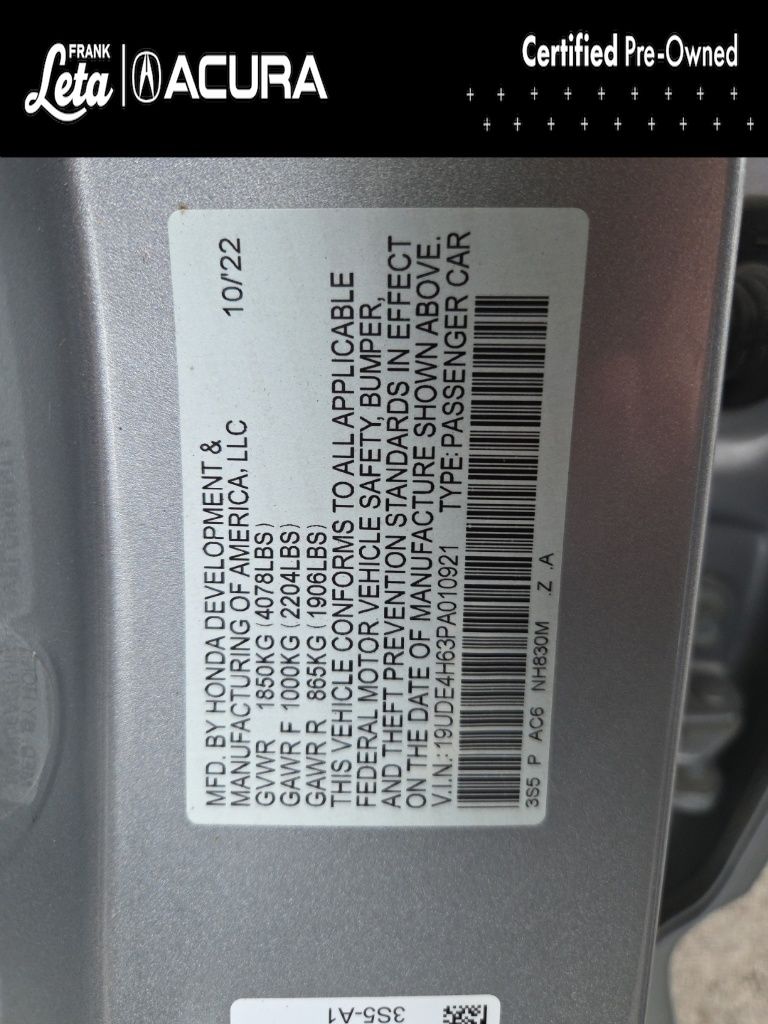 FRANK
Leta
ACURA
Certified Pre-Owned
MFD. BY HONDA DEVELOPMENT & 10/'22
MANUFACTURING OF AMERICA, LLC
GVWR 1850KG (4078LBS)
GAWR F 1000KG (2204LBS)
GAWR R 865KG (1906LBS)
THIS VEHICLE CONFORMS TO ALL APPLICABLE
FEDERAL MOTOR VEHICLE SAFETY, BUMPER,
AND THEFT PREVENTION STANDARDS IN EFFECT
ON THE DATE OF MANUFACTURE SHOWN ABOVE.
V.I.N.: 19UDE4H63PA010921 TYPE: PASSENGER CAR
3S5 P AC6 NH830M .Z .A
3S5-A1